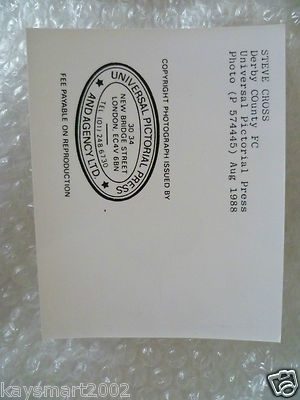 STEVE CROSS
Derby COunty FC
Universal Pictorial Press
Photo (P 574445) Aug 1988
COPYRIGHT PHOTOGRAPH ISSUED BY
UNIVERSAL PICTORIAL PRESS
30 34
NEW BRIDGE STREET
LONDON, EC4V 6BN
TEL (01) 248 6730
AND AGENCY LTD.
FEE PAYABLE ON REPRODUCTION
kaysmart2002